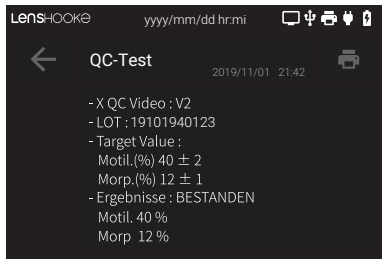 LensHOOKE yyyy/mm/dd hr:mi
QC-Test
2019/11/01 21:42
- X QC Video : V2
- LOT : 19101940123
- Target Value :
Motil.(%) 40 ± 2
Morp.(%) 12 ± 1
- Ergebnisse : BESTANDEN
Motil. 40 %
Morp 12 %